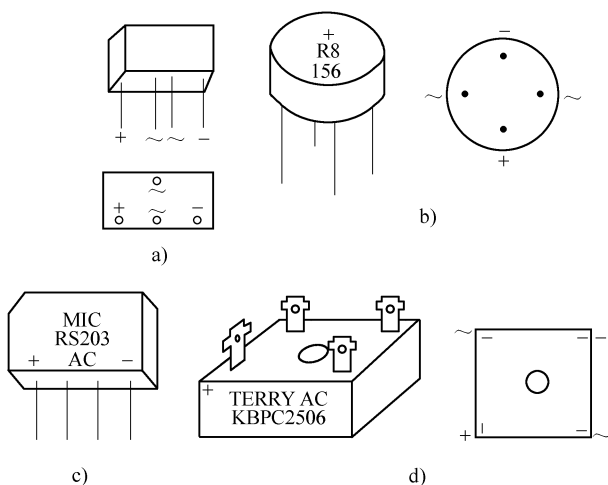 + ~ ~ −
~
+ ~ −
a)
+
R8
156
−
~ ~
+
b)
MIC
RS203
+ AC −
c)
+ TERRY AC
KBPC2506
~ −
+ ~
d)